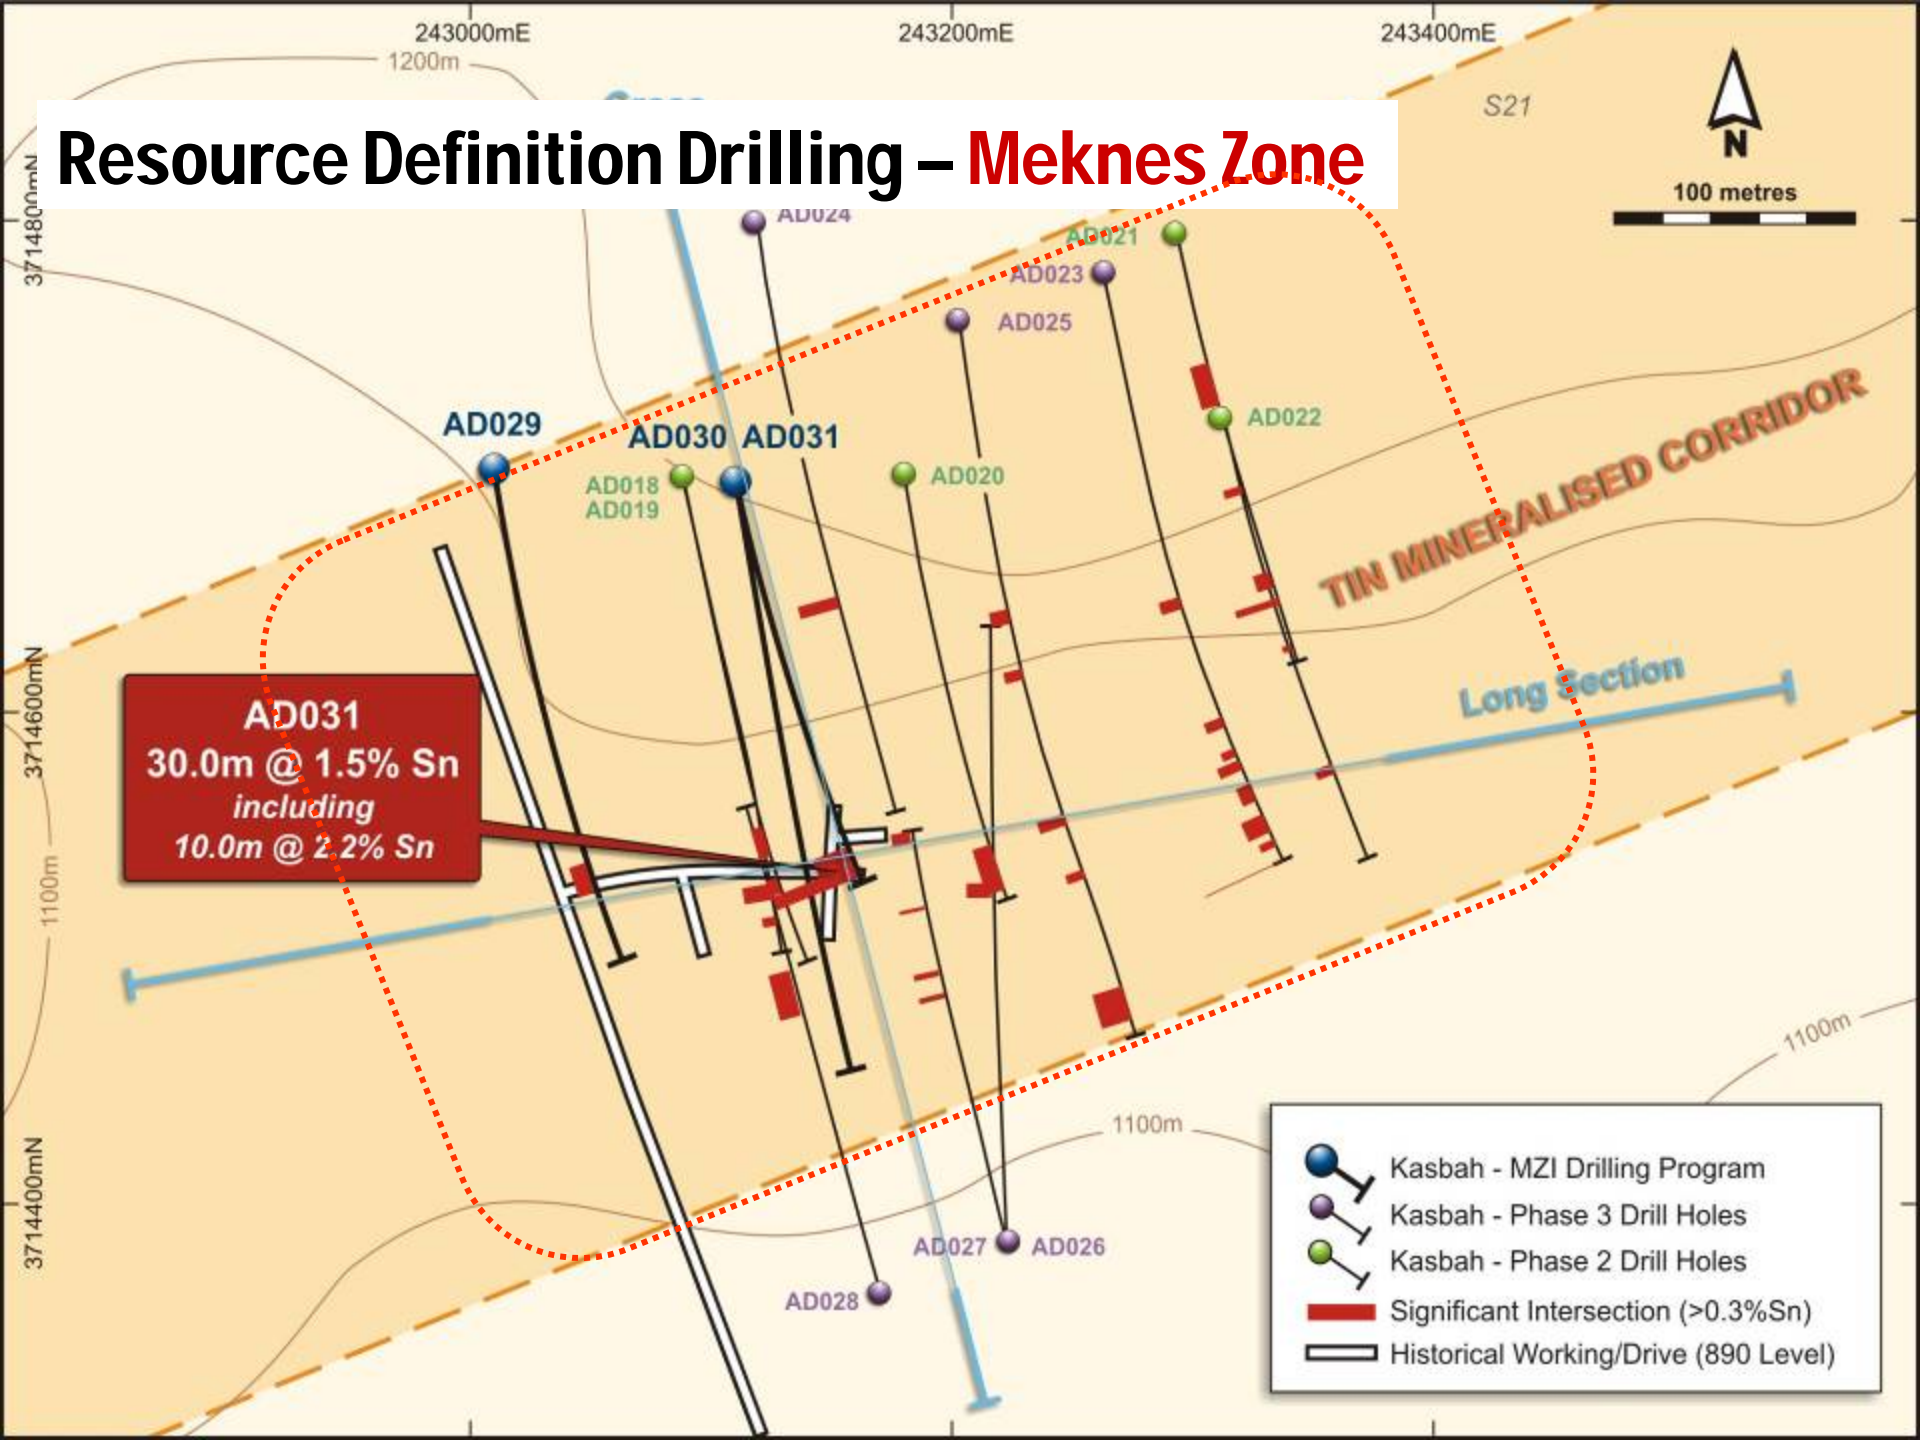 243000mE
243200mE
243400mE
1200m
S21
N
100 metres
Resource Definition Drilling – Meknes Zone
3714800mN
AD024
AD021
AD023
AD025
AD029
AD030 AD031
AD022
AD018
AD019
AD020
TIN MINERALISED CORRIDOR
3714600mN
Long Section
AD031
30.0m @ 1.5% Sn
including
10.0m @ 2.2% Sn
1100m
1100m
1100m
3714400mN
AD027
AD026
AD028
Kasbah - MZI Drilling Program
Kasbah - Phase 3 Drill Holes
Kasbah - Phase 2 Drill Holes
Significant Intersection (>0.3%Sn)
Historical Working/Drive (890 Level)